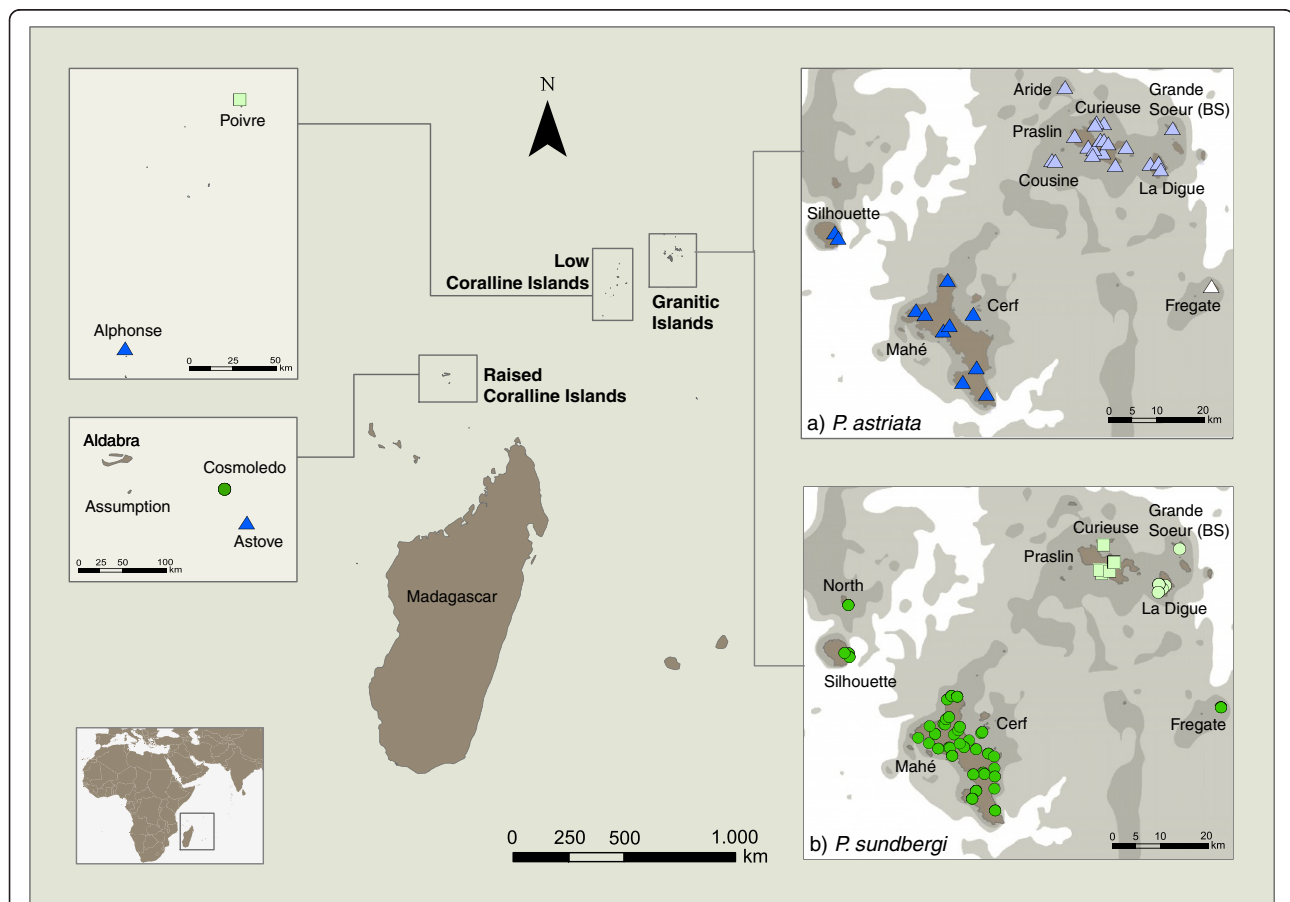 N
Poivre
Alphonse
0 25 50
km
Aldabra
Cosmoledo
Assumption
Astove
0 25 50 100
km
Low
Coralline Islands
Granitic
Islands
Raised
Coralline Islands
Madagascar
0 250 500 1.000
km
Aride
Grande
Soeur (BS)
Curieuse
Praslin
Cousine
La Digue
Silhouette
Cerf
Fregate
Mahé
0 5 10 20
km
a) P. astriata
Grande
Soeur (BS)
Curieuse
Praslin
North
La Digue
Silhouette
Cerf
Fregate
Mahé
0 5 10 20
km
b) P. sundbergi